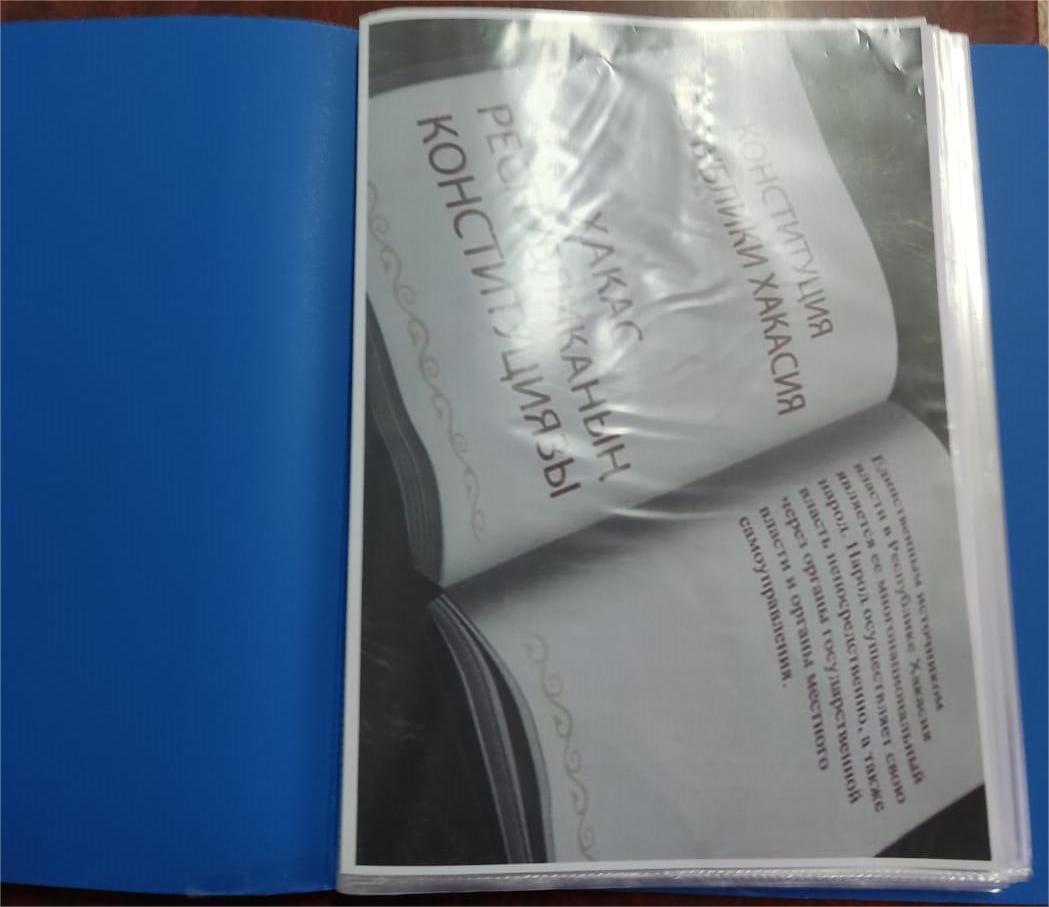 КОНСТИТУЦИЯ
РЕСПУБЛИКИ ХАКАСИЯ
ХАКАС
РЕСПУБЛИКАНЫҢ
КОНСТИТУЦИЯЗЫ
Единственным источником
власти в Республике Хакасия
является ее многонациональный
народ. Народ осуществляет свою
власть непосредственно, а также
через органы государственной
власти и органы местного
самоуправления.